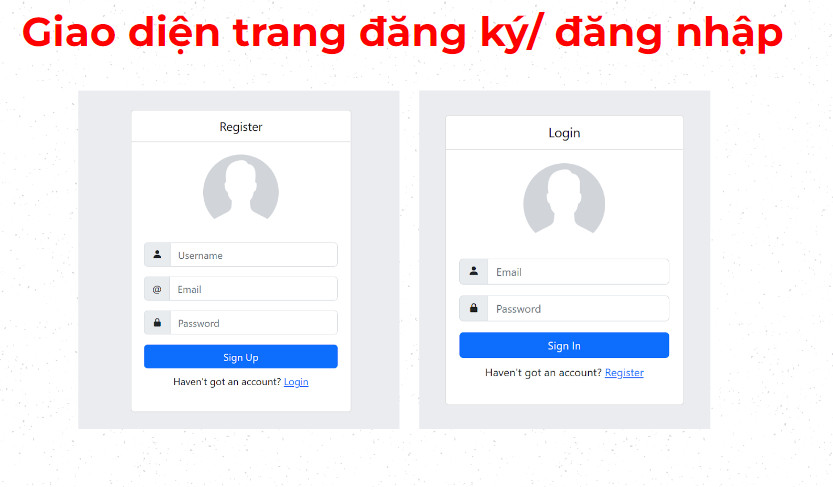 Giao diện trang đăng ký/ đăng nhập
Register
Username
@ Email
Password
Sign Up
Haven't got an account? Login
Login
Email
Password
Sign In
Haven't got an account? Register